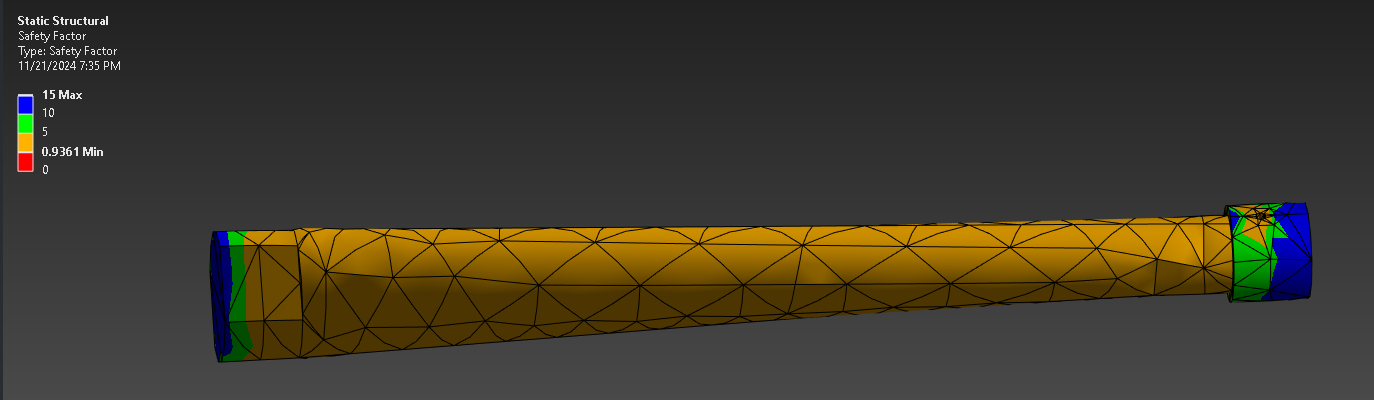 Static Structural
Safety Factor
Type: Safety Factor
11/21/2024 7:35 PM
15 Max
10
5
0.9361 Min
0